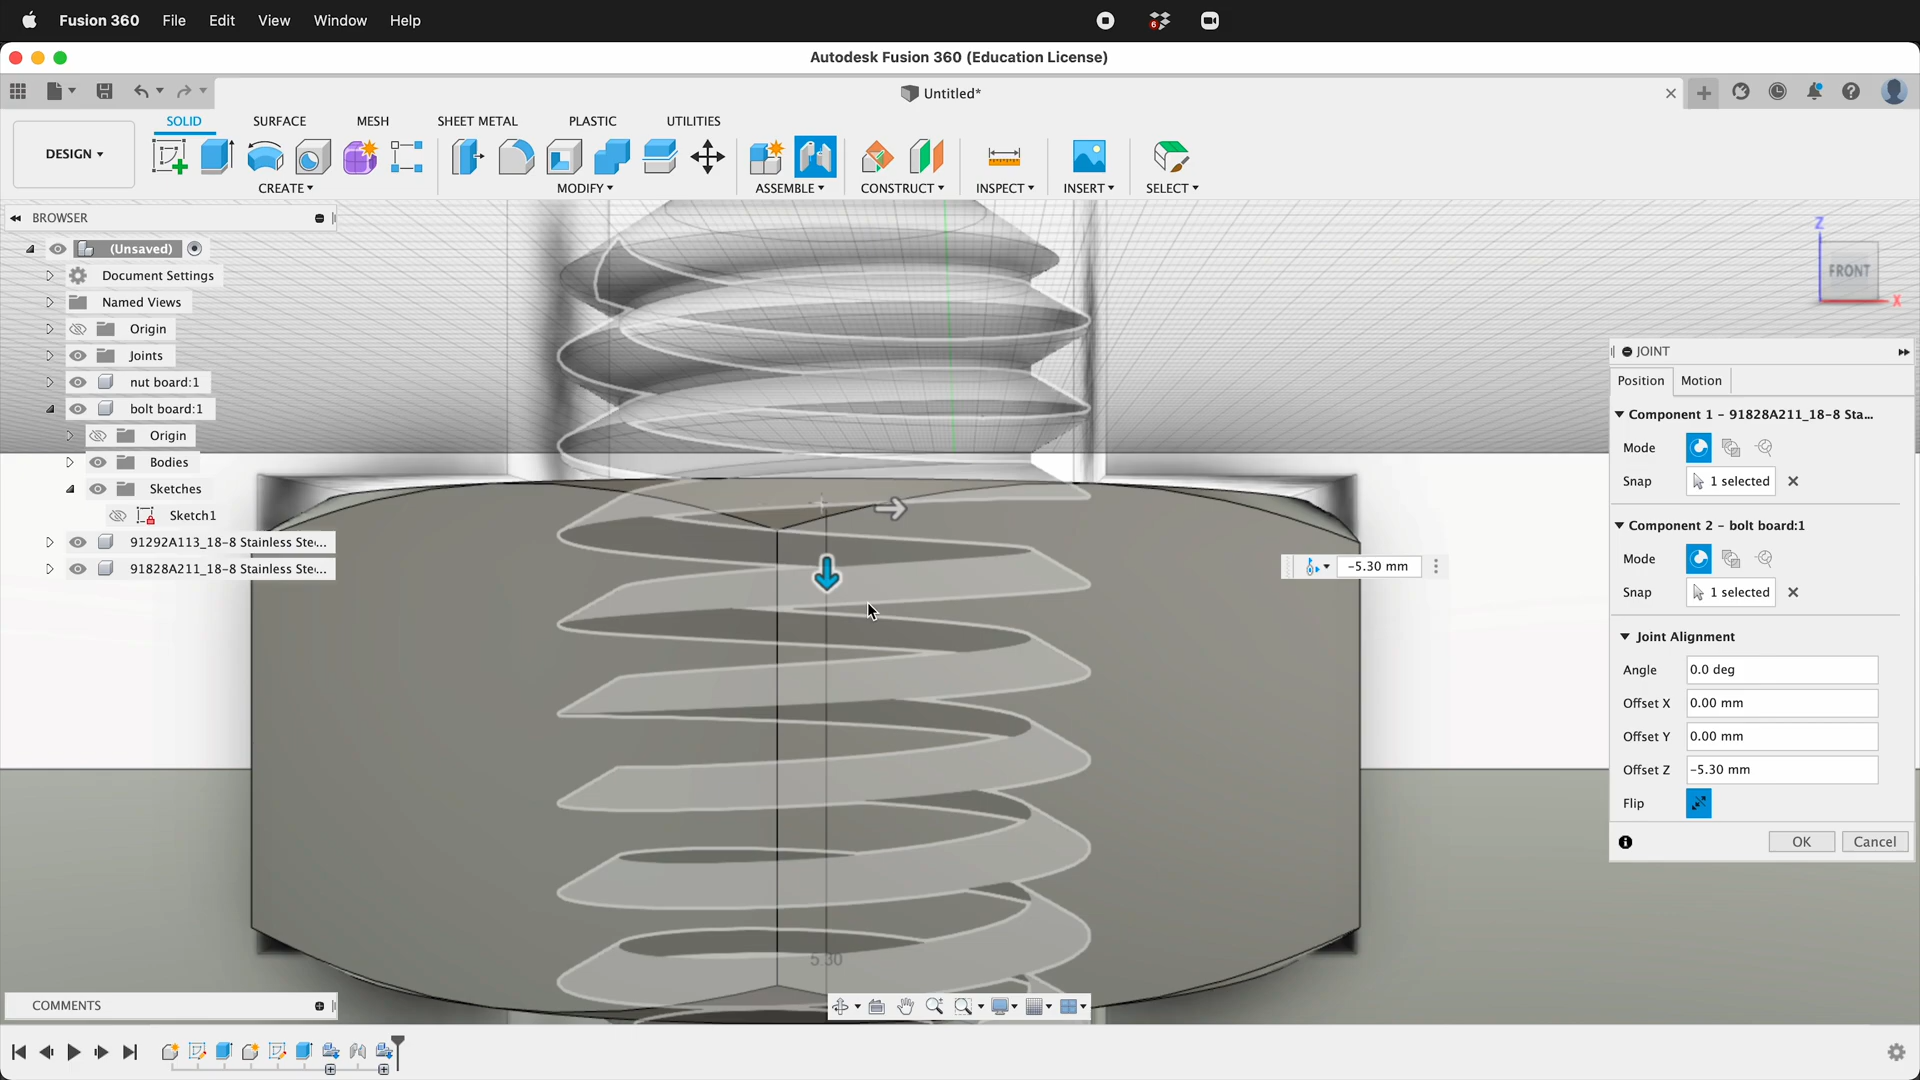 Fusion 360 File Edit View Window Help
6
Autodesk Fusion 360 (Education License)
Untitled*
SOLID SURFACE MESH SHEET METAL PLASTIC UTILITIES
DESIGN
CREATE MODIFY ASSEMBLE CONSTRUCT INSPECT INSERT SELECT
BROWSER
(Unsaved)
Document Settings
Named Views
Origin
Joints
nut board:1
bolt board:1
Origin
Bodies
Sketches
Sketch1
91292A113_18-8 Stainless Ste...
91828A211_18-8 Stainless Ste...
Z
FRONT
X
-5.30 mm
5.30
JOINT
Position Motion
Component 1 - 91828A211_18-8 Sta...
Mode
Snap 1 selected
Component 2 - bolt board:1
Mode
Snap 1 selected
Joint Alignment
Angle 0.0 deg
Offset X 0.00 mm
Offset Y 0.00 mm
Offset Z -5.30 mm
Flip
OK Cancel
COMMENTS